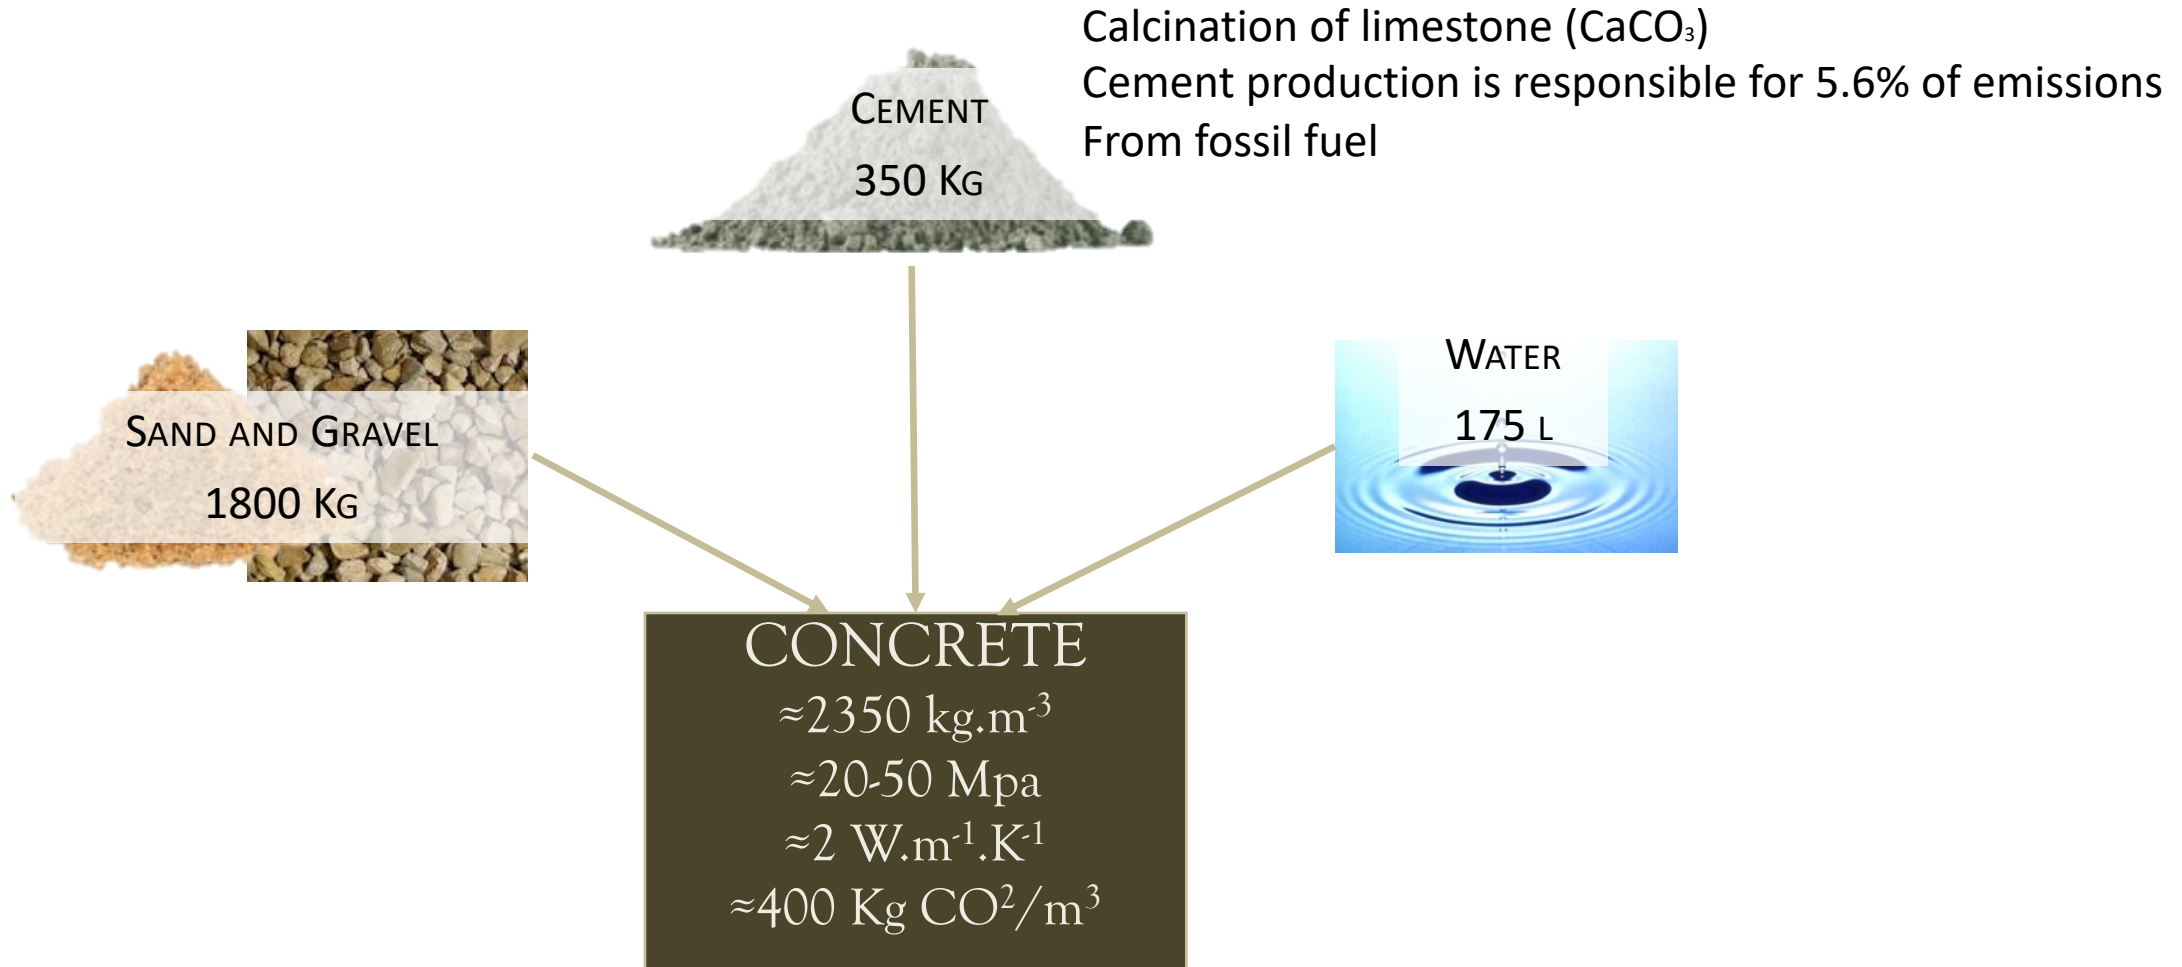 Calcination of limestone (CaCO₃)
Cement production is responsible for 5.6% of emissions
From fossil fuel
CEMENT
350 KG
SAND AND GRAVEL
1800 KG
WATER
175 L
CONCRETE
≈2350 kg.m⁻³
≈20-50 Mpa
≈2 W.m⁻¹.K⁻¹
≈400 Kg CO²/m³